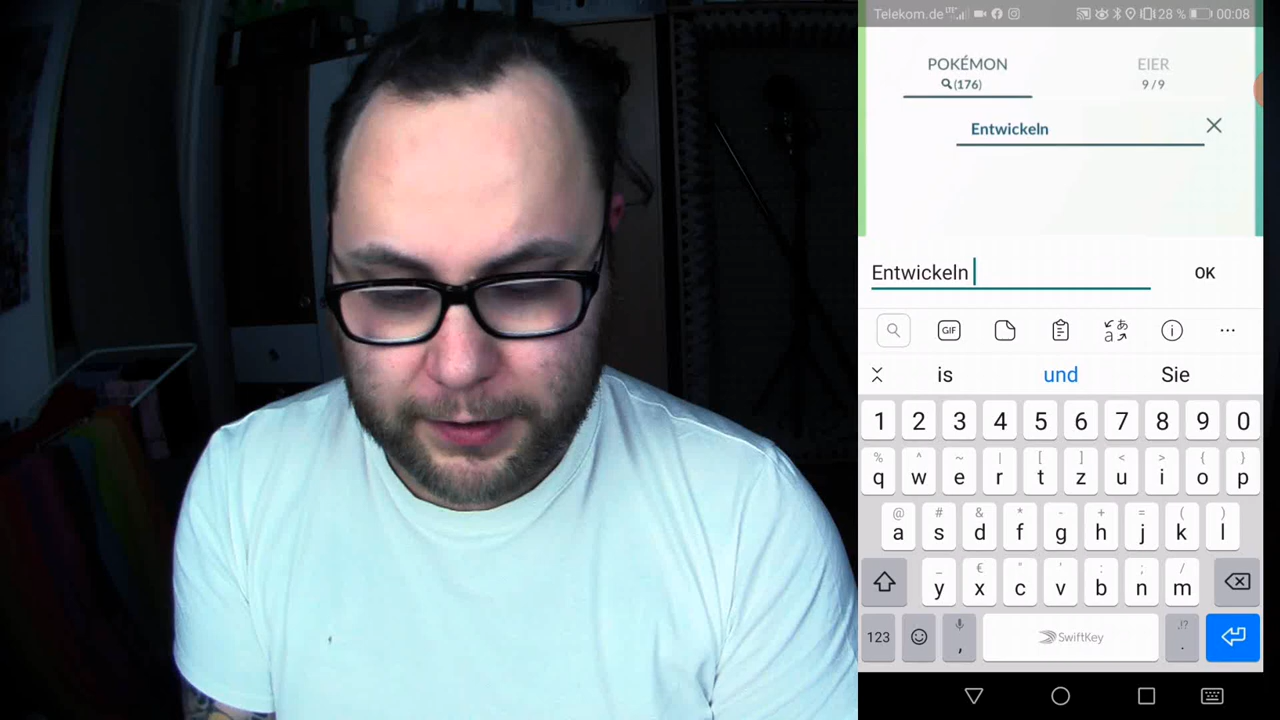 Telekom.de LTE 28 % 00:08
POKÉMON EIER
(176) 9/9
Entwickeln
Entwickeln OK
GIF
is und Sie
1 2 3 4 5 6 7 8 9 0
% ^ ~ | [ ] < > { }
q w e r t z u i o p
@ # & * - + = ( )
a s d f g h j k l
_ € " ' : ; /
y x c v b n m
123 , SwiftKey .!? .